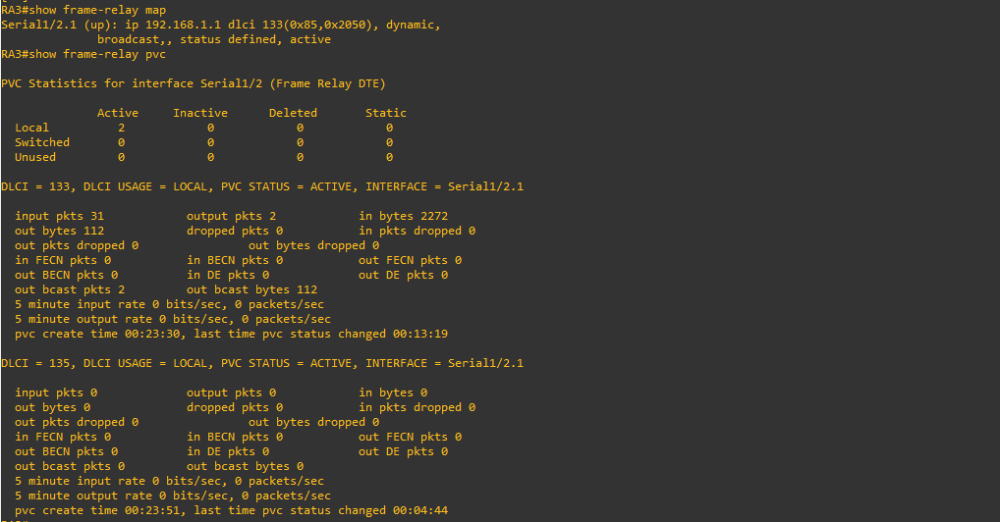 RA3#show frame-relay map
Serial1/2.1 (up): ip 192.168.1.1 dlci 133(0x85,0x2050), dynamic,
broadcast,, status defined, active
RA3#show frame-relay pvc
PVC Statistics for interface Serial1/2 (Frame Relay DTE)
Active Inactive Deleted Static
Local 2 0 0 0
Switched 0 0 0 0
Unused 0 0 0 0
DLCI = 133, DLCI USAGE = LOCAL, PVC STATUS = ACTIVE, INTERFACE = Serial1/2.1
input pkts 31 output pkts 2 in bytes 2272
out bytes 112 dropped pkts 0 in pkts dropped 0
out pkts dropped 0 out bytes dropped 0
in FECN pkts 0 in BECN pkts 0 out FECN pkts 0
out BECN pkts 0 in DE pkts 0 out DE pkts 0
out bcast pkts 2 out bcast bytes 112
5 minute input rate 0 bits/sec, 0 packets/sec
5 minute output rate 0 bits/sec, 0 packets/sec
pvc create time 00:23:30, last time pvc status changed 00:13:19
DLCI = 135, DLCI USAGE = LOCAL, PVC STATUS = ACTIVE, INTERFACE = Serial1/2.1
input pkts 0 output pkts 0 in bytes 0
out bytes 0 dropped pkts 0 in pkts dropped 0
out pkts dropped 0 out bytes dropped 0
in FECN pkts 0 in BECN pkts 0 out FECN pkts 0
out BECN pkts 0 in DE pkts 0 out DE pkts 0
out bcast pkts 0 out bcast bytes 0
5 minute input rate 0 bits/sec, 0 packets/sec
5 minute output rate 0 bits/sec, 0 packets/sec
pvc create time 00:23:51, last time pvc status changed 00:04:44